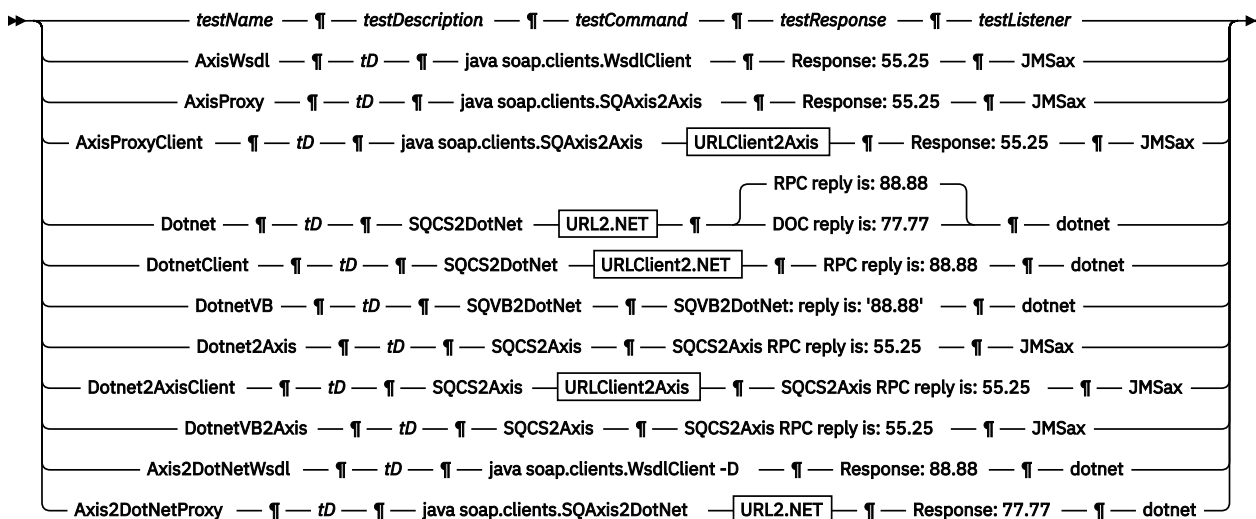 testName ¶ testDescription ¶ testCommand ¶ testResponse ¶ testListener
AxisWsdl ¶ tD ¶ java soap.clients.WsdlClient ¶ Response: 55.25 ¶ JMSax
AxisProxy ¶ tD ¶ java soap.clients.SQAxis2Axis ¶ Response: 55.25 ¶ JMSax
AxisProxyClient ¶ tD ¶ java soap.clients.SQAxis2Axis URLClient2Axis ¶ Response: 55.25 ¶ JMSax
RPC reply is: 88.88
Dotnet ¶ tD ¶ SQCS2DotNet URL2.NET ¶ DOC reply is: 77.77 ¶ dotnet
DotnetClient ¶ tD ¶ SQCS2DotNet URLClient2.NET ¶ RPC reply is: 88.88 ¶ dotnet
DotnetVB ¶ tD ¶ SQVB2DotNet ¶ SQVB2DotNet: reply is: '88.88' ¶ dotnet
Dotnet2Axis ¶ tD ¶ SQCS2Axis ¶ SQCS2Axis RPC reply is: 55.25 ¶ JMSax
Dotnet2AxisClient ¶ tD ¶ SQCS2Axis URLClient2Axis ¶ SQCS2Axis RPC reply is: 55.25 ¶ JMSax
DotnetVB2Axis ¶ tD ¶ SQCS2Axis ¶ SQCS2Axis RPC reply is: 55.25 ¶ JMSax
Axis2DotNetWsdl ¶ tD ¶ java soap.clients.WsdlClient -D ¶ Response: 88.88 ¶ dotnet
Axis2DotNetProxy ¶ tD ¶ java soap.clients.SQAxis2DotNet URL2.NET ¶ Response: 77.77 ¶ dotnet